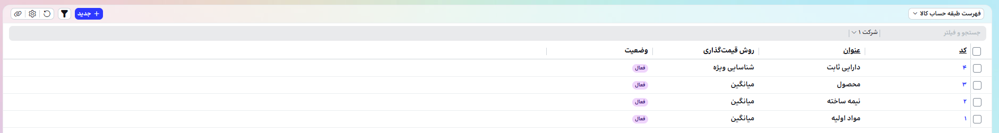 فهرست طبقه حساب کالا
+ جدید
جستجو و فیلتر
شرکت ۱
کد عنوان روش قیمت‌گذاری وضعیت
۴ دارایی ثابت شناسایی ویژه فعال
۳ محصول میانگین فعال
۲ نیمه ساخته میانگین فعال
۱ مواد اولیه میانگین فعال